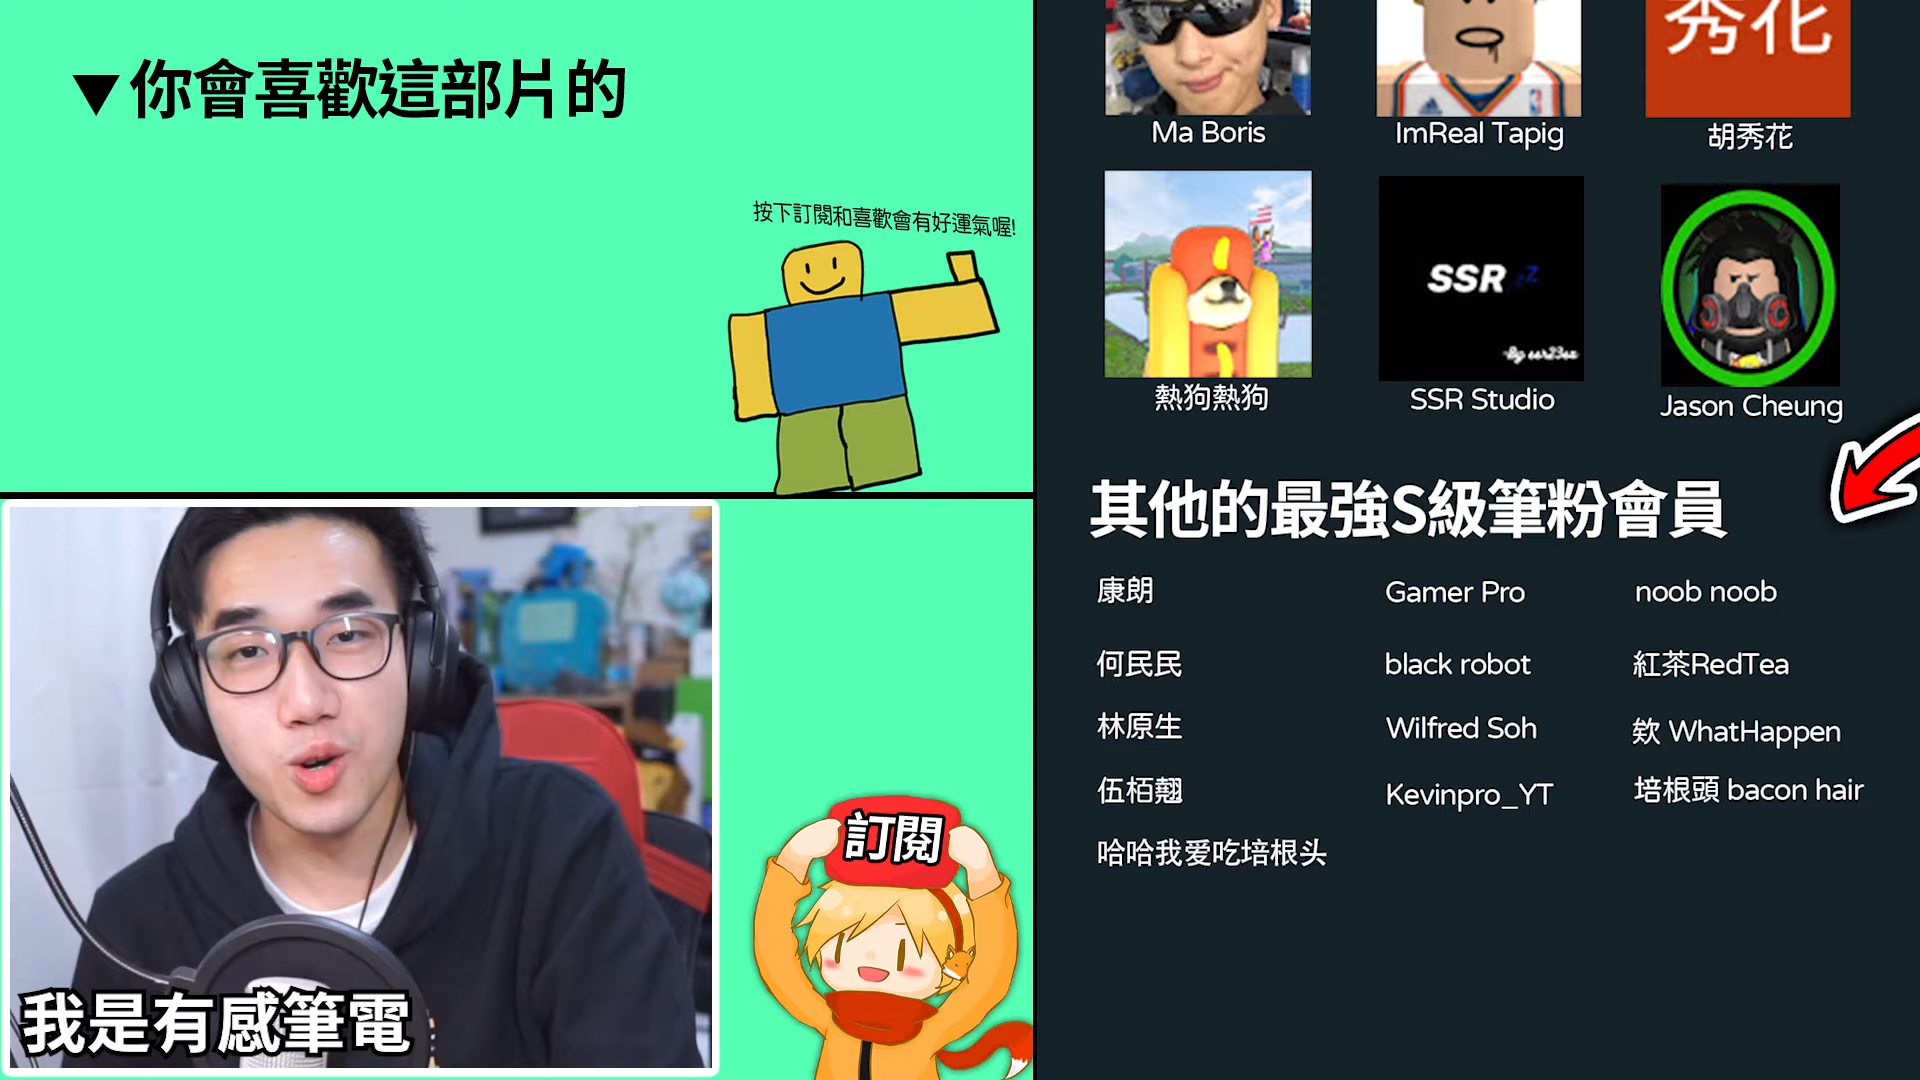 ▼你會喜歡這部片的
按下訂閱和喜歡會有好運氣喔!
訂閱
我是有感筆電
秀花
Ma Boris
ImReal Tapig
胡秀花
SSR zZ
By ssr23sz
熱狗熱狗
SSR Studio
Jason Cheung
其他的最強S級筆粉會員
康朗
Gamer Pro
noob noob
何民民
black robot
紅茶RedTea
林原生
Wilfred Soh
欸 WhatHappen
伍栢翹
Kevinpro_YT
培根頭 bacon hair
哈哈我爱吃培根头